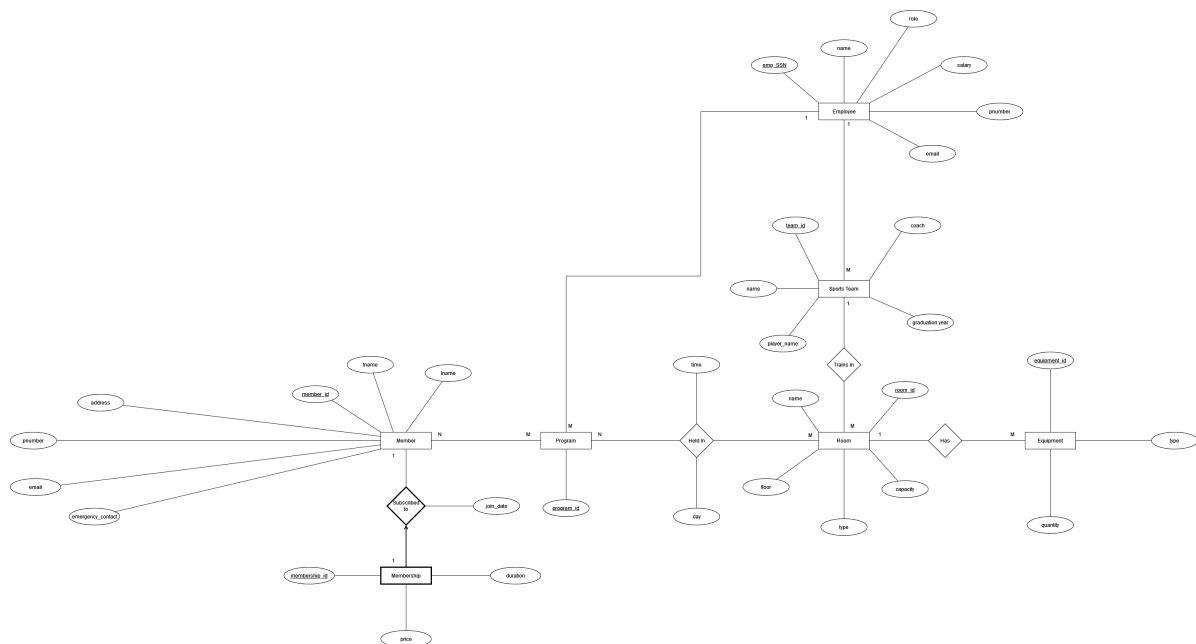 role
name
emp_SSN
salary
Employee
pnumber
1
1
email
team_id
coach
M
name
Sports Team
1
graduation year
player_name
time
fname
Trains in
equipment_id
lname
member_id
room_id
name
address
M
N
M
M
N
M
1
M
pnumber
Member
Program
Held In
Room
Has
Equipment
type
1
email
floor
capacity
Subscribed
to
join_date
program_id
emergency_contact
day
type
quantity
1
membership_id
Membership
duration
price